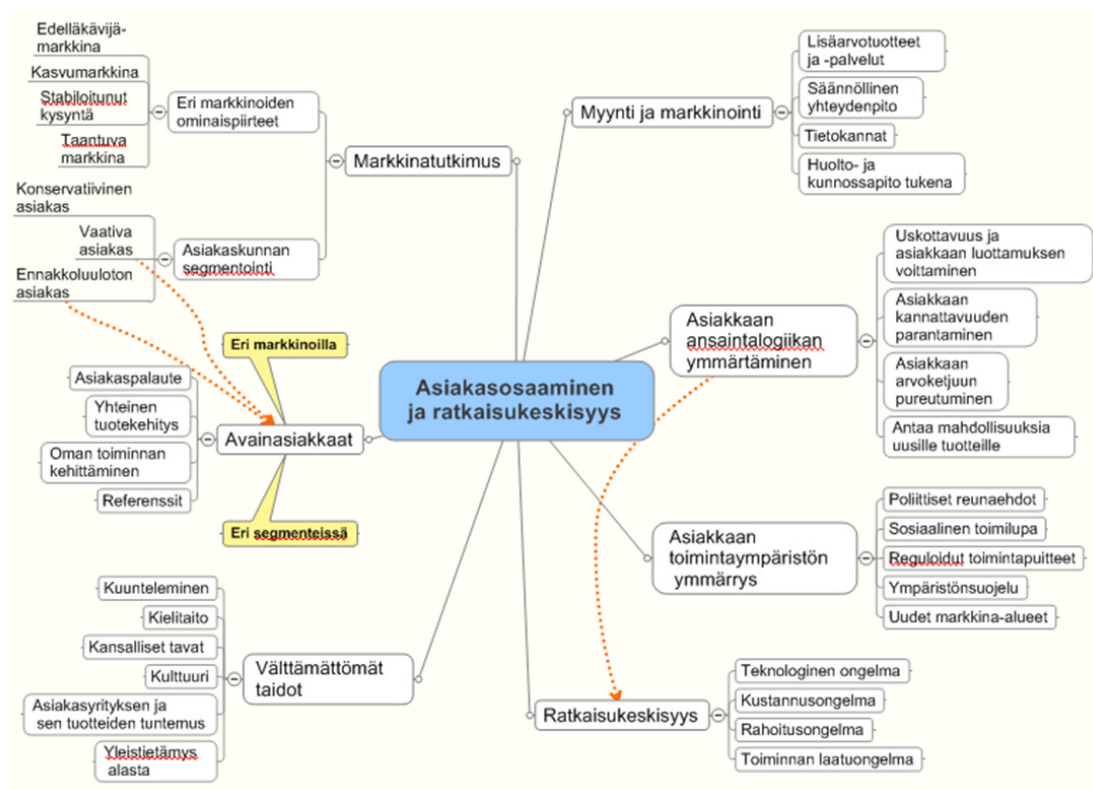 Edelläkävijä-
markkina
Kasvumarkkina
Stabiloitunut
kysyntä
Taantuva
markkina
Eri markkinoiden
ominaispiirteet
Markkinatutkimus
Konservatiivinen
asiakas
Vaativa
asiakas
Ennakkoluuloton
asiakas
Asiakaskunnan
segmentointi
Myynti ja markkinointi
Lisäarvotuotteet
ja -palvelut
Säännöllinen
yhteydenpito
Tietokannat
Huolto- ja
kunnossapito tukena
Asiakkaan
ansaintalogiikan
ymmärtäminen
Uskottavuus ja
asiakkaan luottamuksen
voittaminen
Asiakkaan
kannattavuuden
parantaminen
Asiakkaan
arvoketjuun
pureutuminen
Antaa mahdollisuuksia
uusille tuotteille
Asiakasosaaminen
ja ratkaisukeskisyys
Eri markkinoilla
Asiakaspalaute
Yhteinen
tuotekehitys
Oman toiminnan
kehittäminen
Referenssit
Avainasiakkaat
Eri segmenteissä
Asiakkaan
toimintaympäristön
ymmärrys
Poliittiset reunaehdot
Sosiaalinen toimilupa
Reguloidut toimintapuitteet
Ympäristönsuojelu
Uudet markkina-alueet
Kuunteleminen
Kielitaito
Kansalliset tavat
Kulttuuri
Asiakasyrityksen ja
sen tuotteiden tuntemus
Yleistietämys
alasta
Välttämättömät
taidot
Ratkaisukeskisyys
Teknologinen ongelma
Kustannusongelma
Rahoitusongelma
Toiminnan laatuongelma